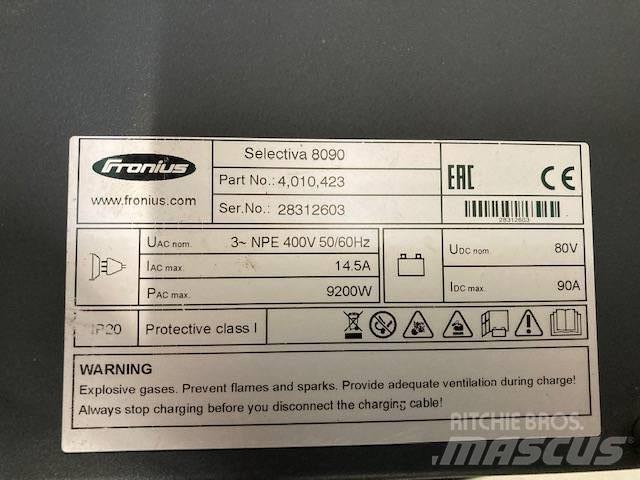 Fronius
www.fronius.com
Selectiva 8090
Part No.: 4,010,423
Ser.No.: 28312603
EAC CE
28312603
UAC nom. 3~ NPE 400V 50/60Hz
IAC max. 14.5A
PAC max. 9200W
UDC nom. 80V
IDC max. 90A
IP20 Protective class I
WARNING
Explosive gases. Prevent flames and sparks. Provide adequate ventilation during charge!
Always stop charging before you disconnect the charging cable!
RITCHIE BROS.
MASCUS